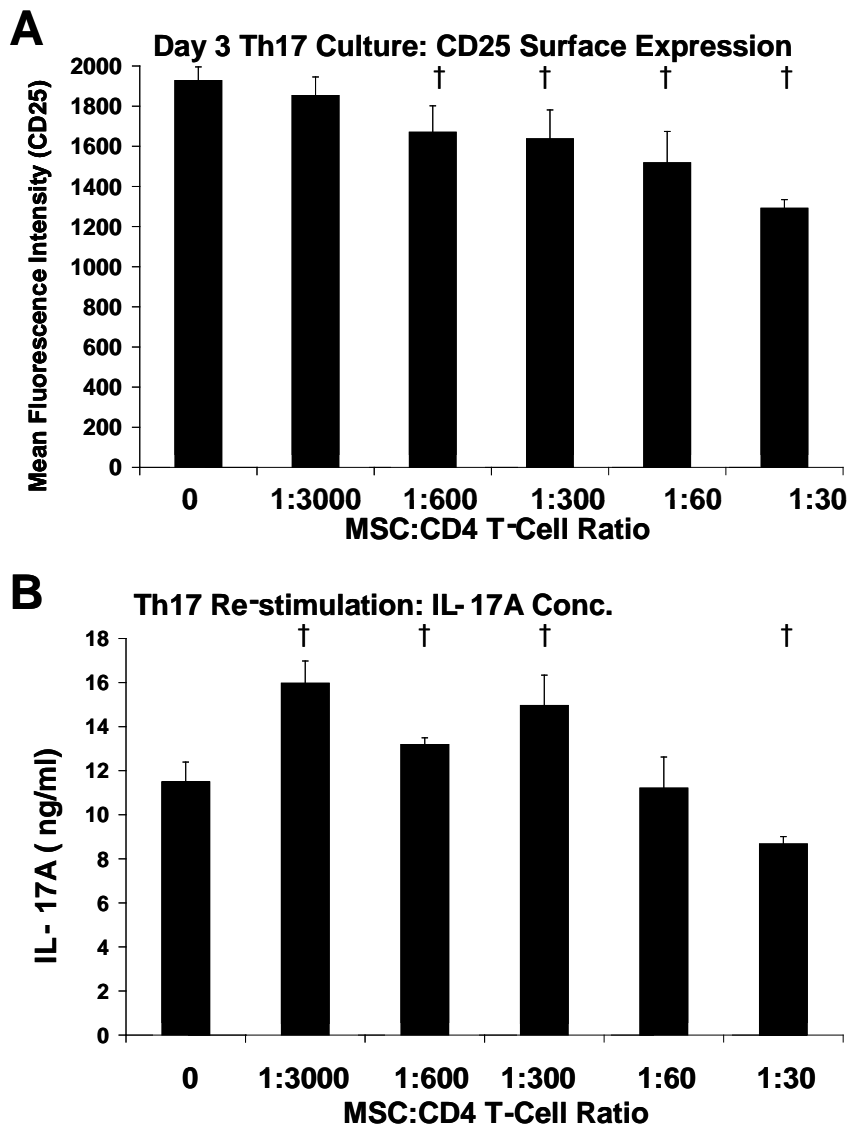 A
Day 3 Th17 Culture: CD25 Surface Expression
† † † †
Mean Fluorescence Intensity (CD25)
2000
1800
1600
1400
1200
1000
800
600
400
200
0
0 1:3000 1:600 1:300 1:60 1:30
MSC:CD4 T-Cell Ratio
B
Th17 Re-stimulation: IL- 17A Conc.
† † † †
IL- 17A ( ng/ml)
18
16
14
12
10
8
6
4
2
0
0 1:3000 1:600 1:300 1:60 1:30
MSC:CD4 T-Cell Ratio